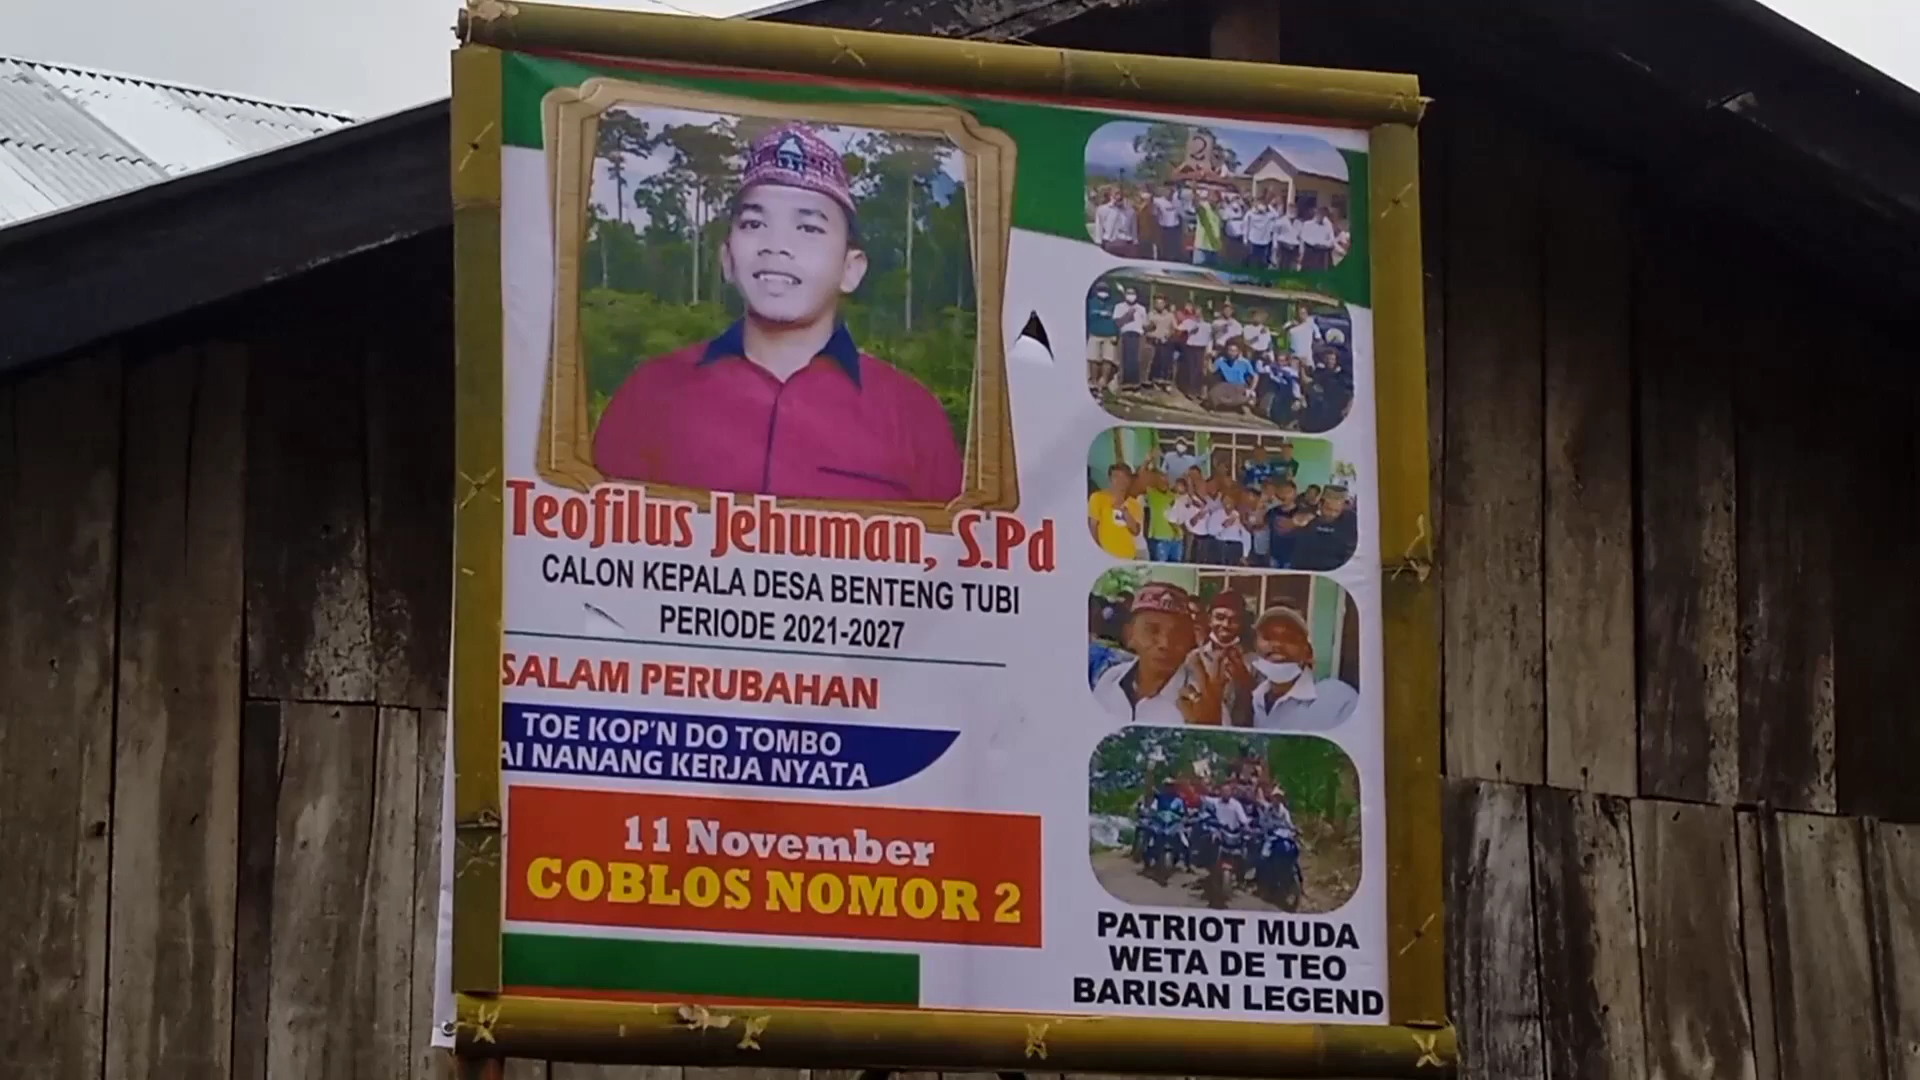 Teofilus Jehuman, S.Pd
CALON KEPALA DESA BENTENG TUBI
PERIODE 2021-2027
SALAM PERUBAHAN
TOE KOP'N DO TOMBO
AI NANANG KERJA NYATA
11 November
COBLOS NOMOR 2
2
PATRIOT MUDA
WETA DE TEO
BARISAN LEGEND